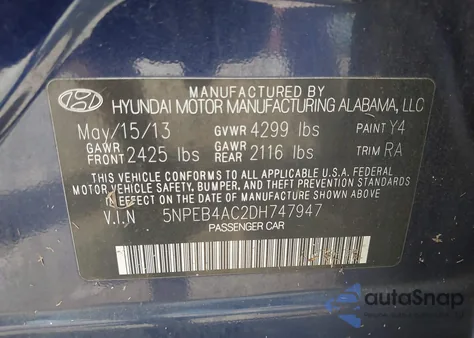 MANUFACTURED BY
HYUNDAI MOTOR MANUFACTURING ALABAMA, LLC
May/15/13 GVWR 4299 lbs PAINT Y4
GAWR FRONT 2425 lbs GAWR REAR 2116 lbs TRIM RA
THIS VEHICLE CONFORMS TO ALL APPLICABLE U.S.A. FEDERAL
MOTOR VEHICLE SAFETY, BUMPER, AND THEFT PREVENTION
STANDARDS IN EFFECT ON THE DATE OF MANUFACTURE
SHOWN ABOVE.
V.I.N 5NPEB4AC2DH747947
PASSENGER CAR
autoSnap